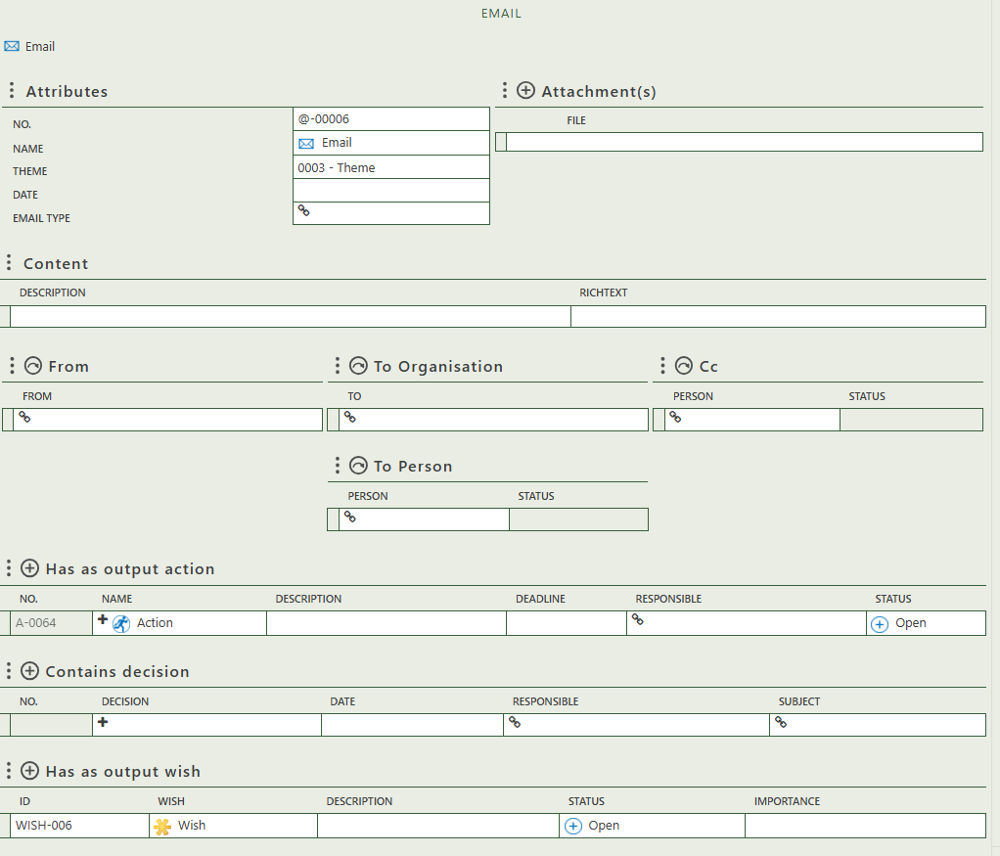 EMAIL
Email
Attributes
NO. @-00006
NAME Email
THEME 0003 - Theme
DATE
EMAIL TYPE
Attachment(s)
FILE
Content
DESCRIPTION RICHTEXT
From
FROM
To Organisation
TO
Cc
PERSON STATUS
To Person
PERSON STATUS
Has as output action
NO. NAME DESCRIPTION DEADLINE RESPONSIBLE STATUS
A-0064 Action Open
Contains decision
NO. DECISION DATE RESPONSIBLE SUBJECT
Has as output wish
ID WISH DESCRIPTION STATUS IMPORTANCE
WISH-006 Wish Open